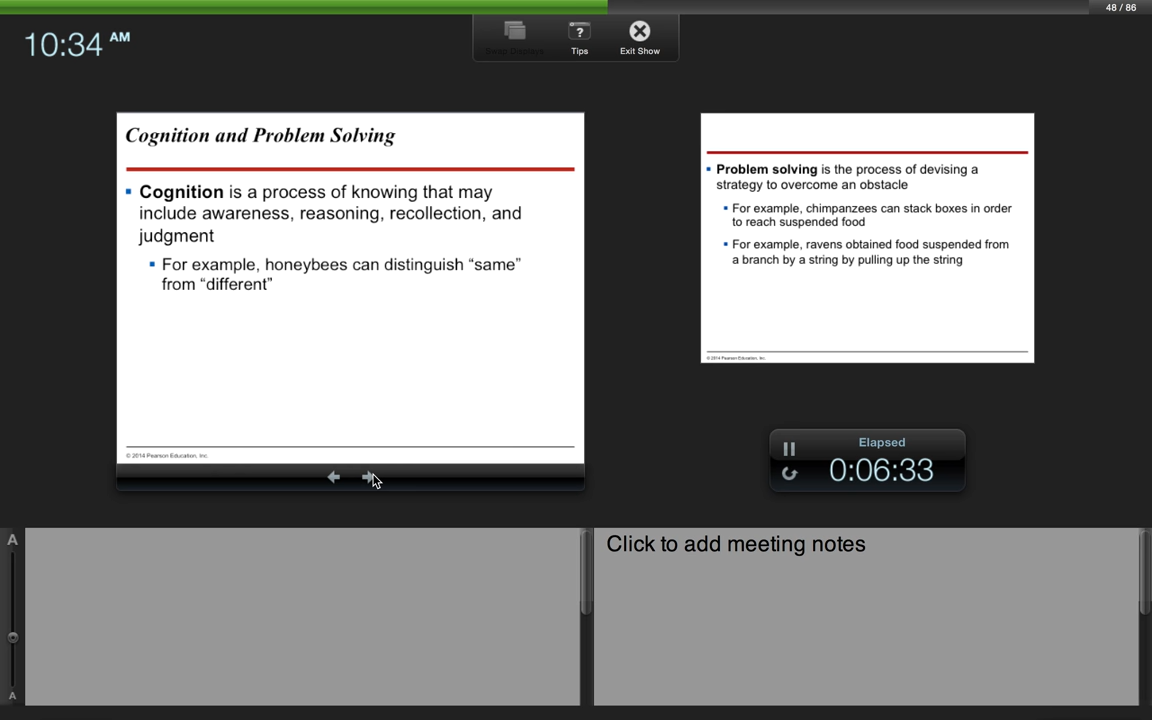 48 / 86
10:34 AM
Swap Displays
Tips
Exit Show
Cognition and Problem Solving
▪ Cognition is a process of knowing that may
include awareness, reasoning, recollection, and
judgment
▪ For example, honeybees can distinguish “same”
from “different”
© 2014 Pearson Education, Inc.
▪ Problem solving is the process of devising a
strategy to overcome an obstacle
▪ For example, chimpanzees can stack boxes in order
to reach suspended food
▪ For example, ravens obtained food suspended from
a branch by a string by pulling up the string
© 2014 Pearson Education, Inc.
Elapsed
0:06:33
A
A
Click to add meeting notes